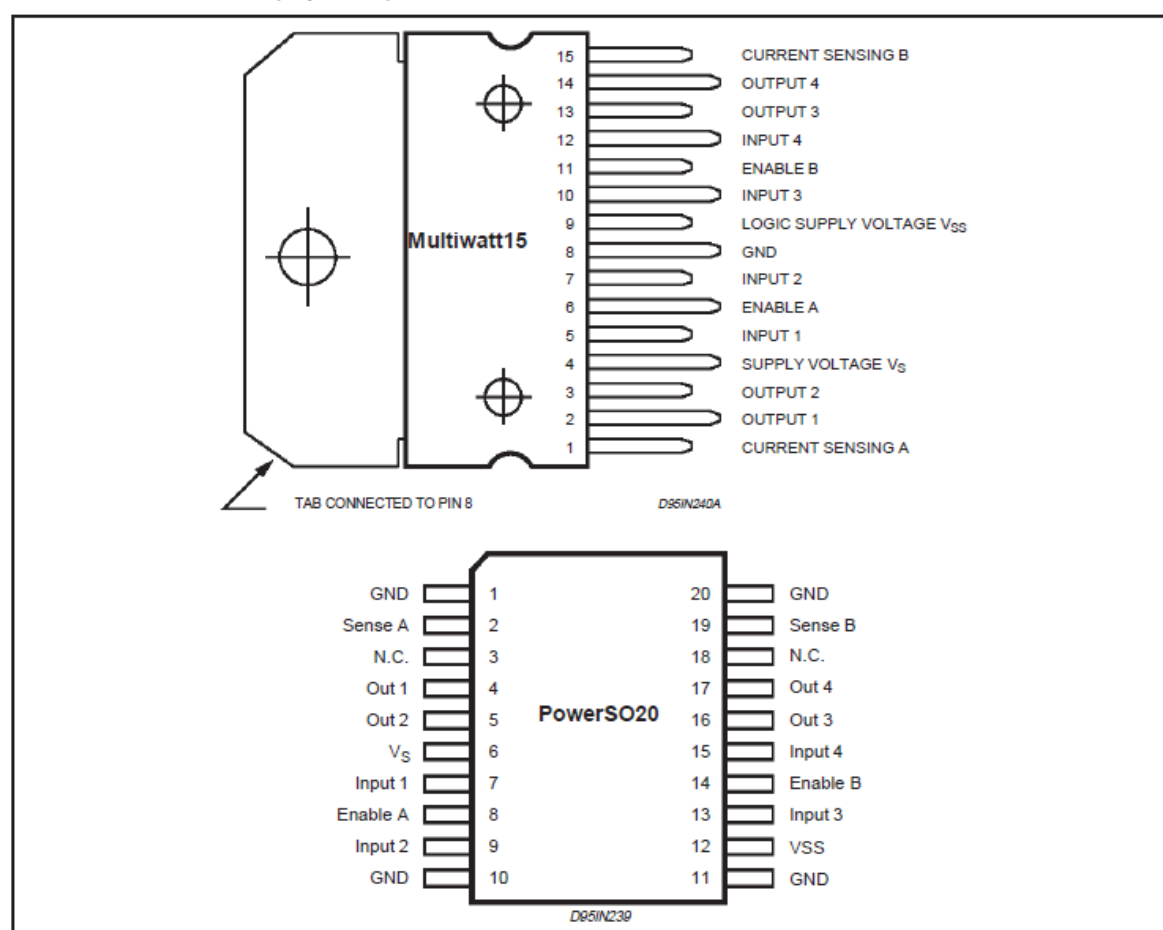 15 CURRENT SENSING B
14 OUTPUT 4
13 OUTPUT 3
12 INPUT 4
11 ENABLE B
10 INPUT 3
9 LOGIC SUPPLY VOLTAGE VSS
Multiwatt15
8 GND
7 INPUT 2
6 ENABLE A
5 INPUT 1
4 SUPPLY VOLTAGE VS
3 OUTPUT 2
2 OUTPUT 1
1 CURRENT SENSING A
TAB CONNECTED TO PIN 8
D95IN240A
GND 1 20 GND
Sense A 2 19 Sense B
N.C. 3 18 N.C.
Out 1 4 17 Out 4
PowerSO20
Out 2 5 16 Out 3
VS 6 15 Input 4
Input 1 7 14 Enable B
Enable A 8 13 Input 3
Input 2 9 12 VSS
GND 10 11 GND
D95IN239